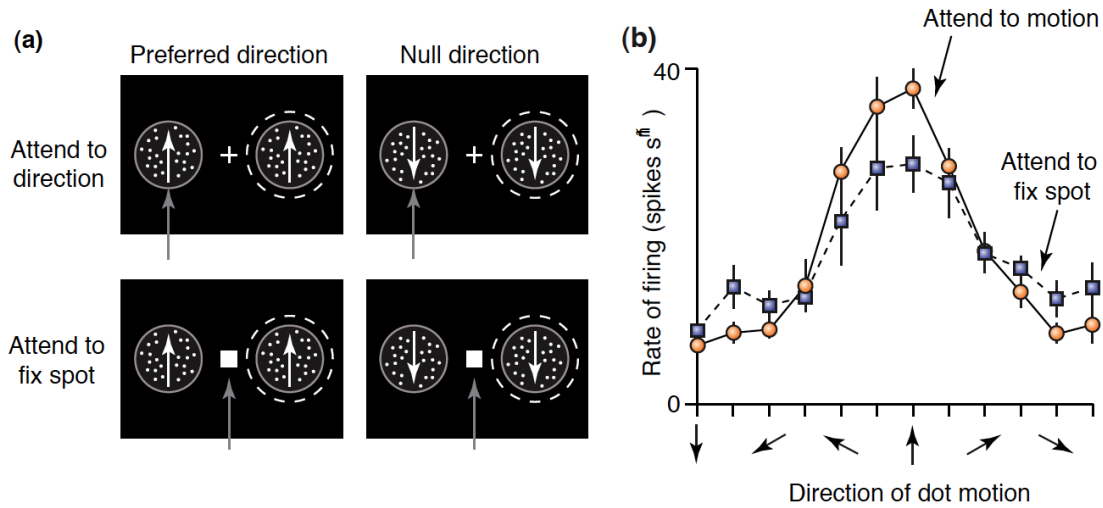 (a)
Preferred direction
Null direction
Attend to
direction
Attend to
fix spot
(b)
Attend to motion
40
Attend to
fix spot
Rate of firing (spikes s
0
Direction of dot motion